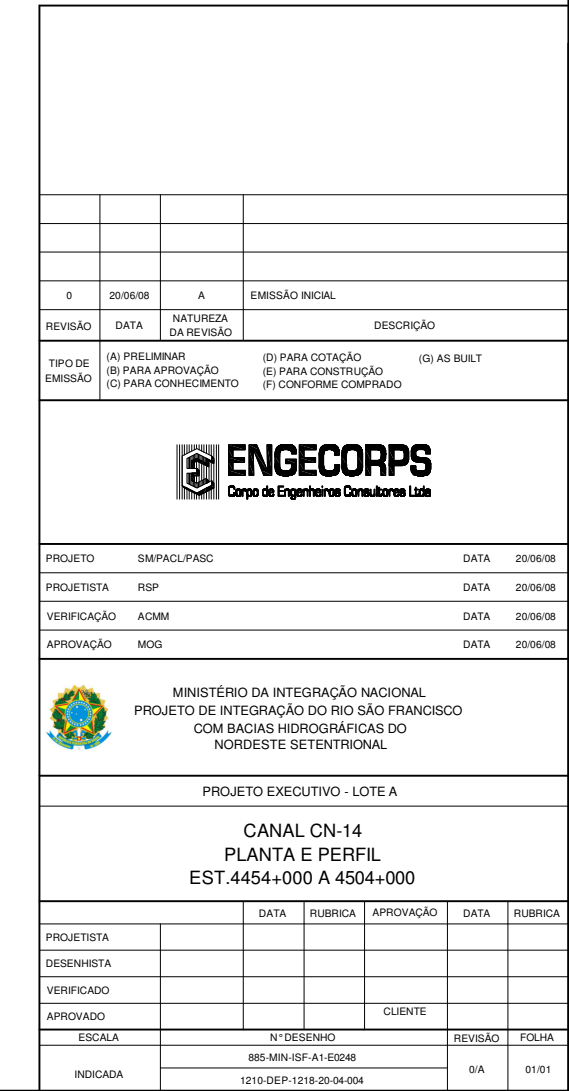 0 20/06/08 A EMISSÃO INICIAL
REVISÃO DATA NATUREZA DA REVISÃO DESCRIÇÃO
TIPO DE EMISSÃO
(A) PRELIMINAR (D) PARA COTAÇÃO (G) AS BUILT
(B) PARA APROVAÇÃO (E) PARA CONSTRUÇÃO
(C) PARA CONHECIMENTO (F) CONFORME COMPRADO
ENGECORPS
Corpo de Engenheiros Consultores Ltda
PROJETO SM/PACL/PASC DATA 20/06/08
PROJETISTA RSP DATA 20/06/08
VERIFICAÇÃO ACMM DATA 20/06/08
APROVAÇÃO MOG DATA 20/06/08
MINISTÉRIO DA INTEGRAÇÃO NACIONAL
PROJETO DE INTEGRAÇÃO DO RIO SÃO FRANCISCO
COM BACIAS HIDROGRÁFICAS DO
NORDESTE SETENTRIONAL
PROJETO EXECUTIVO - LOTE A
CANAL CN-14
PLANTA E PERFIL
EST.4454+000 A 4504+000
DATA RUBRICA APROVAÇÃO DATA RUBRICA
PROJETISTA
DESENHISTA
VERIFICADO
APROVADO CLIENTE
ESCALA N° DESENHO REVISÃO FOLHA
INDICADA 885-MIN-ISF-A1-E0248 0/A 01/01
1210-DEP-1218-20-04-004